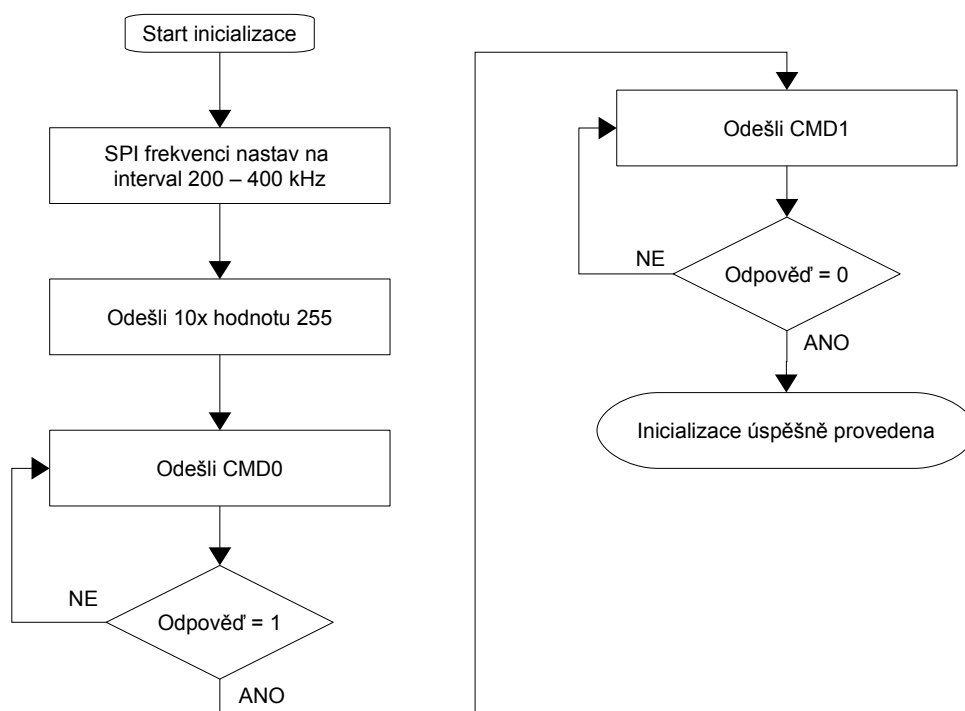 Start inicializace
SPI frekvenci nastav na
interval 200 – 400 kHz
Odešli 10x hodnotu 255
Odešli CMD0
NE
Odpověď = 1
ANO
Odešli CMD1
NE
Odpověď = 0
ANO
Inicializace úspěšně provedena